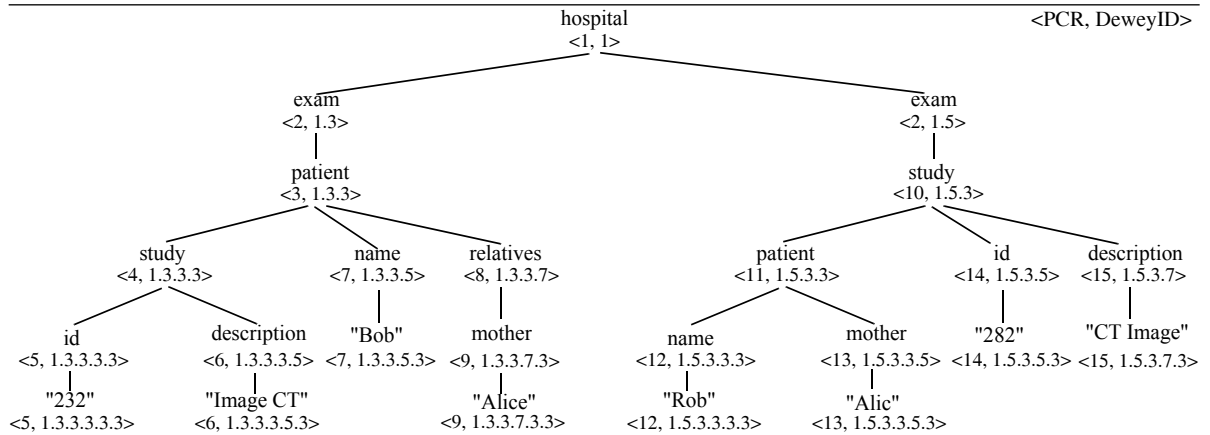 hospital <PCR, DeweyID>
<1, 1>
exam exam
<2, 1.3> <2, 1.5>
patient study
<3, 1.3.3> <10, 1.5.3>
study name relatives patient id description
<4, 1.3.3.3> <7, 1.3.3.5> <8, 1.3.3.7> <11, 1.5.3.3> <14, 1.5.3.5> <15, 1.5.3.7>
id description "Bob" mother name mother "282" "CT Image"
<5, 1.3.3.3.3> <6, 1.3.3.3.5> <7, 1.3.3.5.3> <9, 1.3.3.7.3> <12, 1.5.3.3.3> <13, 1.5.3.3.5> <14, 1.5.3.5.3> <15, 1.5.3.7.3>
"232" "Image CT" "Alice" "Rob" "Alic"
<5, 1.3.3.3.3.3> <6, 1.3.3.3.5.3> <9, 1.3.3.7.3.3> <12, 1.5.3.3.3.3> <13, 1.5.3.3.5.3>